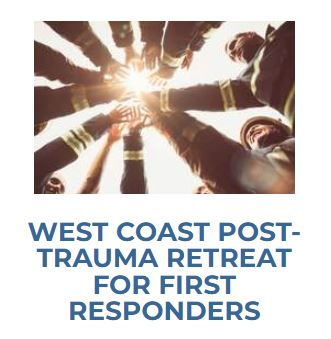 WEST COAST POST-
TRAUMA RETREAT
FOR FIRST
RESPONDERS